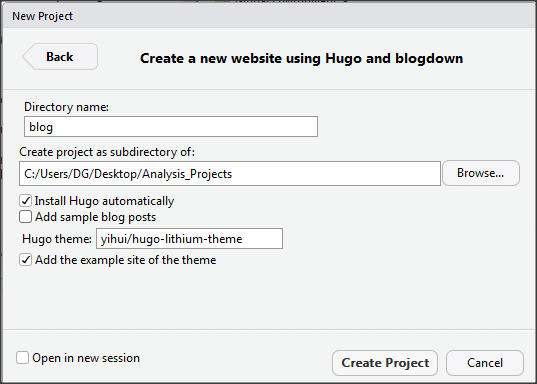 New Project
Back
Create a new website using Hugo and blogdown
Directory name:
blog
Create project as subdirectory of:
C:/Users/DG/Desktop/Analysis_Projects
Browse...
Install Hugo automatically
Add sample blog posts
Hugo theme: yihui/hugo-lithium-theme
Add the example site of the theme
Open in new session
Create Project
Cancel